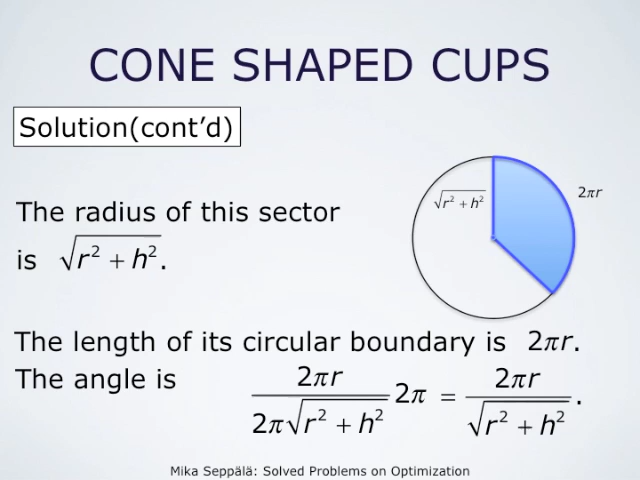 CONE SHAPED CUPS
Solution(cont’d)
√(r² + h²)
2πr
The radius of this sector
is √(r² + h²).
The length of its circular boundary is 2πr.
The angle is 2πr / (2π√(r² + h²)) 2π = 2πr / √(r² + h²).
Mika Seppälä: Solved Problems on Optimization